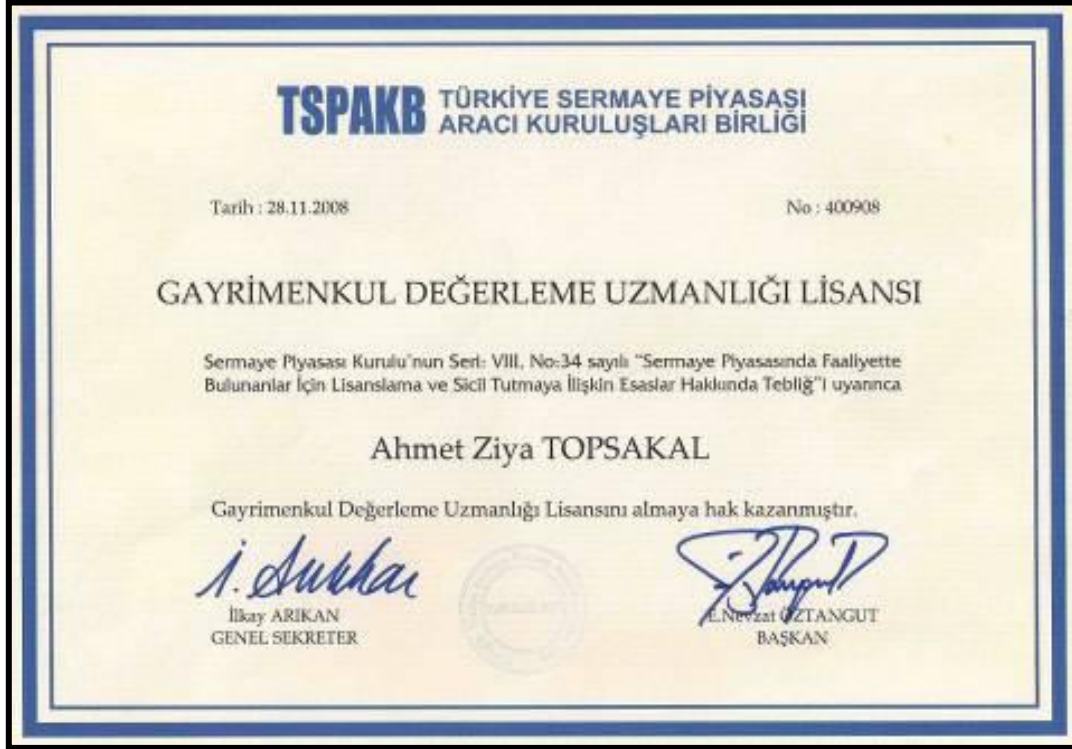 TSPAKB TÜRKİYE SERMAYE PİYASASI
ARACI KURULUŞLARI BİRLİĞİ
Tarih : 28.11.2008
No : 400908
GAYRİMENKUL DEĞERLEME UZMANLIĞI LİSANSI
Sermaye Piyasası Kurulu'nun Seri: VIII, No:34 sayılı "Sermaye Piyasasında Faaliyette
Bulunanlar İçin Lisanslama ve Sicil Tutmaya İlişkin Esaslar Hakkında Tebliğ"i uyarınca
Ahmet Ziya TOPSAKAL
Gayrimenkul Değerleme Uzmanlığı Lisansını almaya hak kazanmıştır.
İlkay ARIKAN
GENEL SEKRETER
E.Nevzat ÖZTANGUT
BAŞKAN